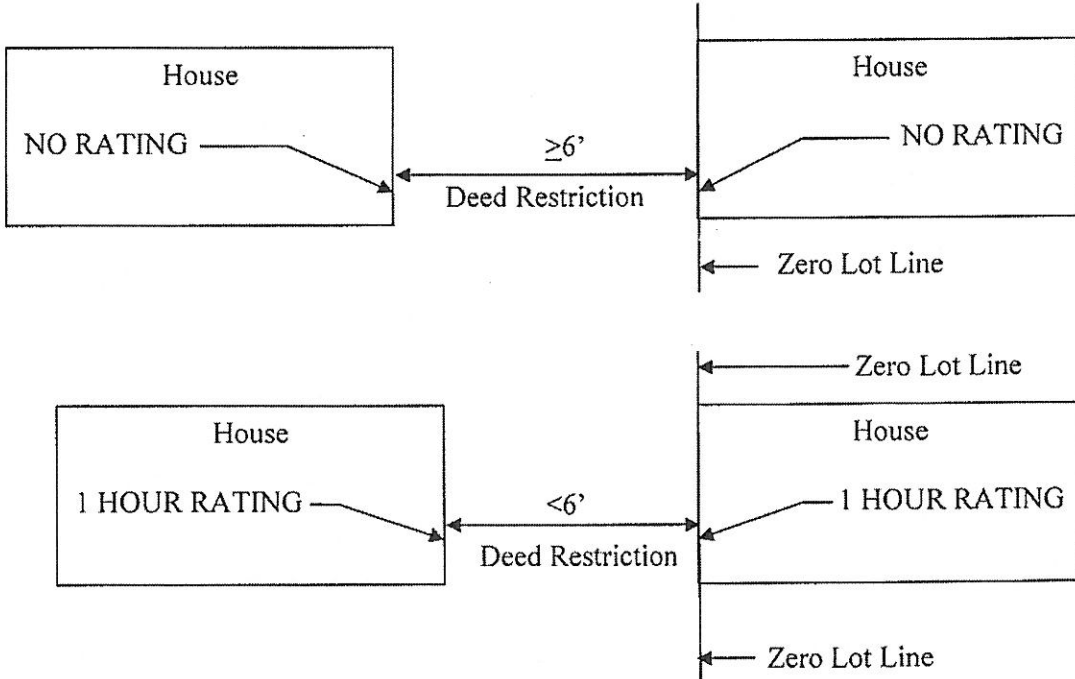 House
House
NO RATING
NO RATING
≥6’
Deed Restriction
Zero Lot Line
Zero Lot Line
House
House
1 HOUR RATING
1 HOUR RATING
<6’
Deed Restriction
Zero Lot Line